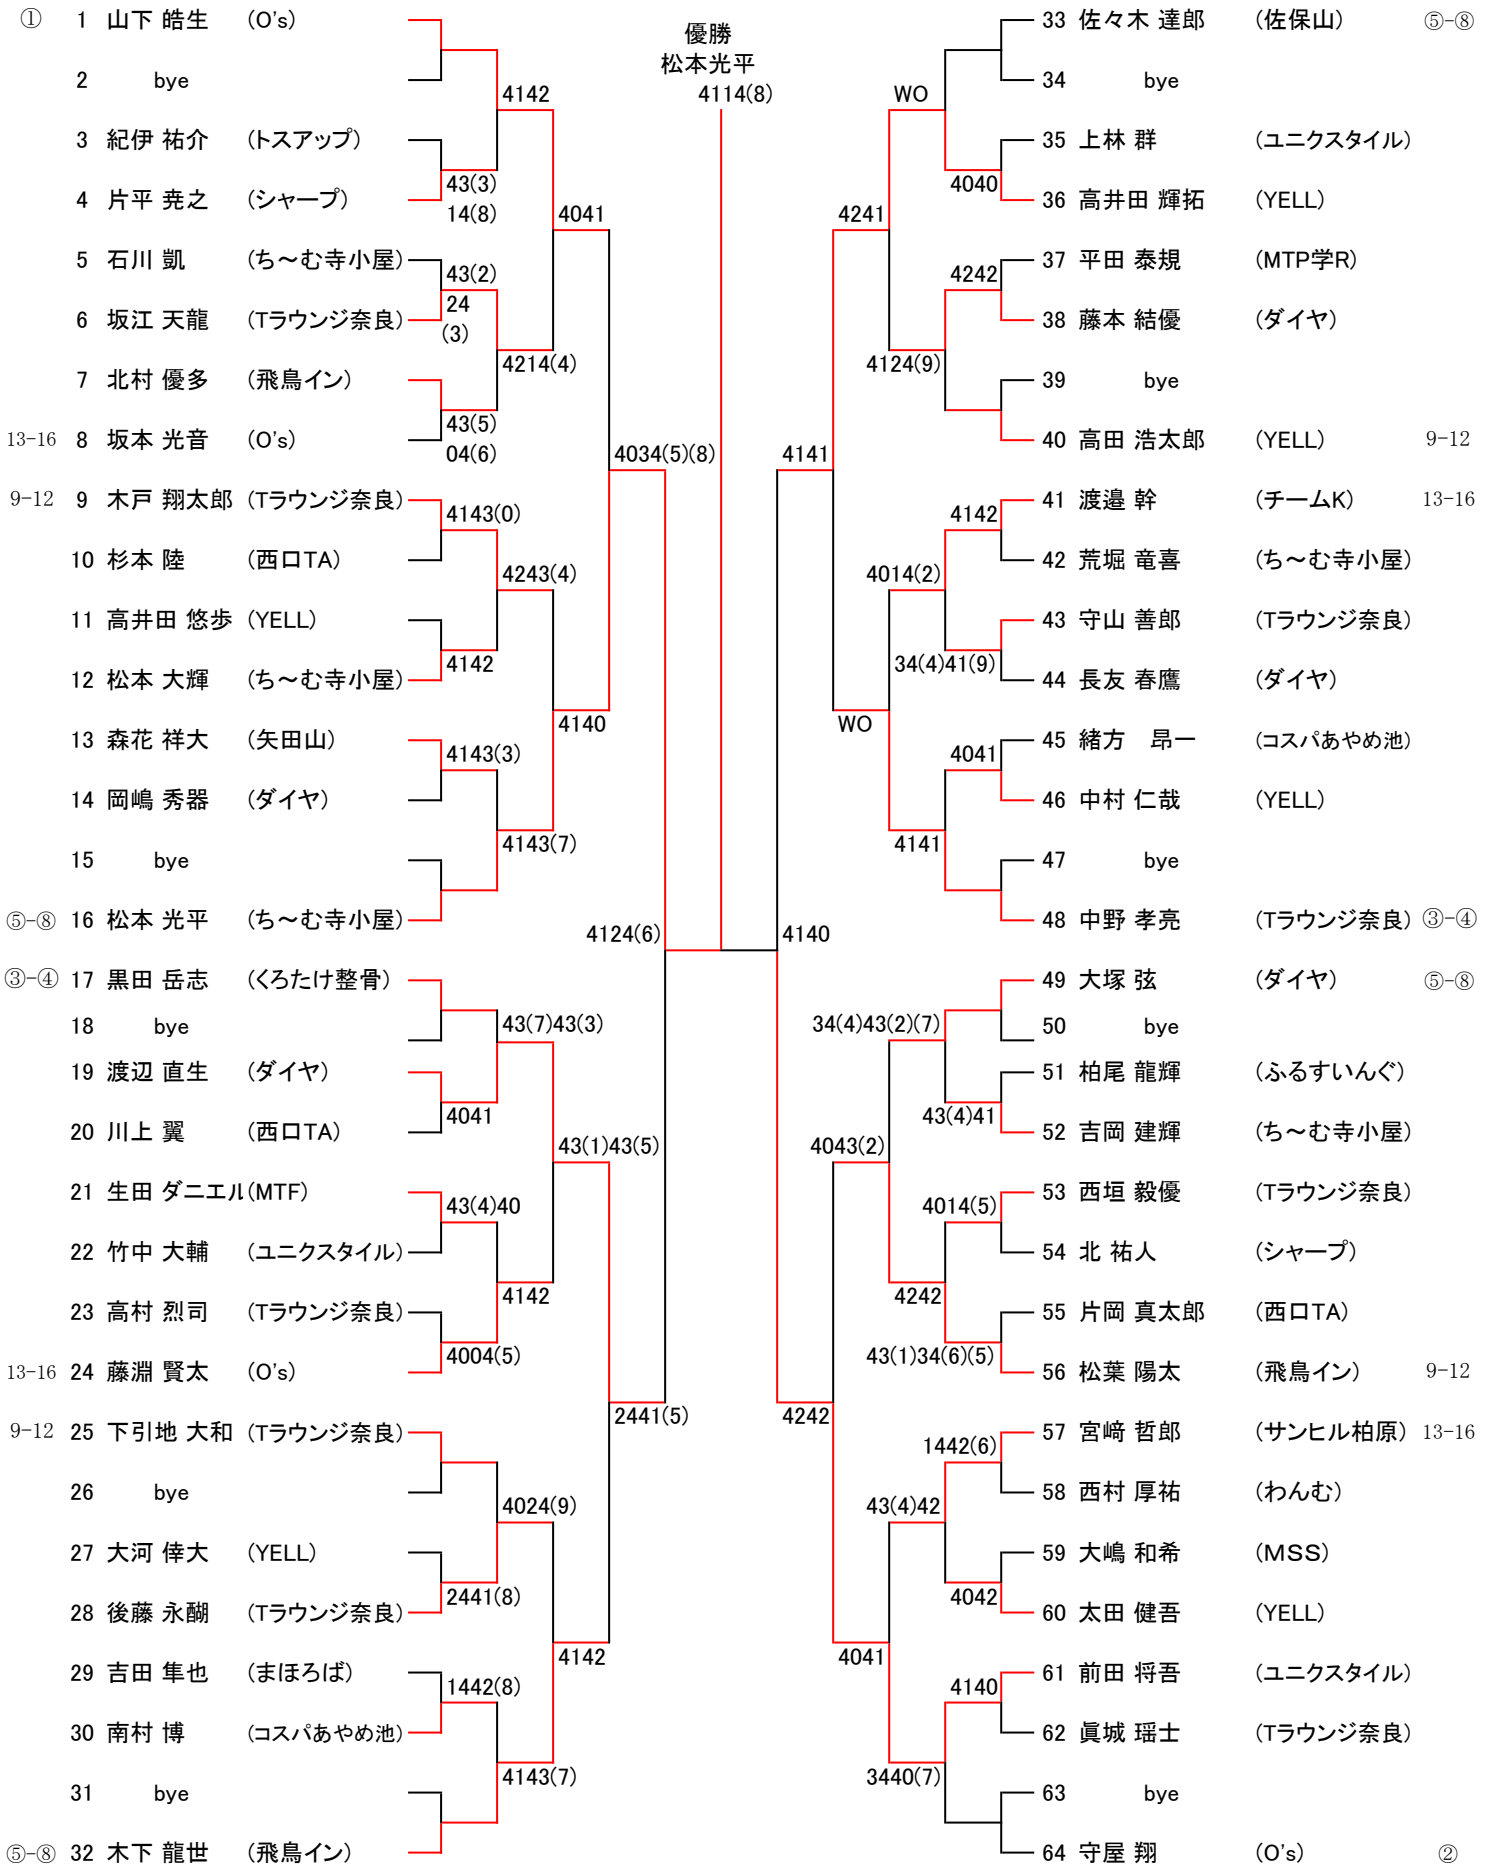 優勝
松本光平
4114(8)
① 1 山下 皓生 (O's)
2 bye
4142
3 紀伊 祐介 (トスアップ)
43(3)
4 片平 尭之 (シャープ)
14(8)
4041
5 石川 凱 (ち～む寺小屋)
43(2)
6 坂江 天龍 (Tラウンジ奈良)
24
(3)
4214(4)
7 北村 優多 (飛鳥イン)
43(5)
13-16 8 坂本 光音 (O's)
04(6)
4034(5)(8)
9-12 9 木戸 翔太郎 (Tラウンジ奈良)
4143(0)
10 杉本 陸 (西口TA)
4243(4)
11 高井田 悠歩 (YELL)
4142
12 松本 大輝 (ち～む寺小屋)
4140
13 森花 祥大 (矢田山)
4143(3)
14 岡嶋 秀器 (ダイヤ)
4143(7)
15 bye
⑤-⑧ 16 松本 光平 (ち～む寺小屋)
4124(6)
③-④ 17 黒田 岳志 (くろたけ整骨)
18 bye
43(7)43(3)
19 渡辺 直生 (ダイヤ)
4041
20 川上 翼 (西口TA)
43(1)43(5)
21 生田 ダニエル (MTF)
43(4)40
22 竹中 大輔 (ユニクスタイル)
4142
23 高村 烈司 (Tラウンジ奈良)
4004(5)
13-16 24 藤淵 賢太 (O's)
2441(5)
9-12 25 下引地 大和 (Tラウンジ奈良)
26 bye
4024(9)
27 大河 倖大 (YELL)
2441(8)
28 後藤 永醐 (Tラウンジ奈良)
4142
29 吉田 隼也 (まほろば)
1442(8)
30 南村 博 (コスパあやめ池)
4143(7)
31 bye
⑤-⑧ 32 木下 龍世 (飛鳥イン)
33 佐々木 達郎 (佐保山) ⑤-⑧
34 bye
WO
35 上林 群 (ユニクスタイル)
4040
36 高井田 輝拓 (YELL)
4241
37 平田 泰規 (MTP学R)
4242
38 藤本 結優 (ダイヤ)
4124(9)
39 bye
40 高田 浩太郎 (YELL) 9-12
4141
41 渡邉 幹 (チームK) 13-16
4142
42 荒堀 竜喜 (ち～む寺小屋)
4014(2)
43 守山 善郎 (Tラウンジ奈良)
34(4)41(9)
44 長友 春鷹 (ダイヤ)
WO
45 緒方 昂一 (コスパあやめ池)
4041
46 中村 仁哉 (YELL)
4141
47 bye
48 中野 孝亮 (Tラウンジ奈良) ③-④
4140
49 大塚 弦 (ダイヤ) ⑤-⑧
50 bye
34(4)43(2)(7)
51 柏尾 龍輝 (ふるすいんぐ)
43(4)41
52 吉岡 建輝 (ち～む寺小屋)
4043(2)
53 西垣 毅優 (Tラウンジ奈良)
4014(5)
54 北 祐人 (シャープ)
4242
55 片岡 真太郎 (西口TA)
43(1)34(6)(5)
56 松葉 陽太 (飛鳥イン) 9-12
4242
57 宮﨑 哲郎 (サンヒル柏原) 13-16
1442(6)
58 西村 厚祐 (わんむ)
43(4)42
59 大嶋 和希 (MSS)
4042
60 太田 健吾 (YELL)
4041
61 前田 将吾 (ユニクスタイル)
4140
62 眞城 瑶士 (Tラウンジ奈良)
3440(7)
63 bye
64 守屋 翔 (O's) ②